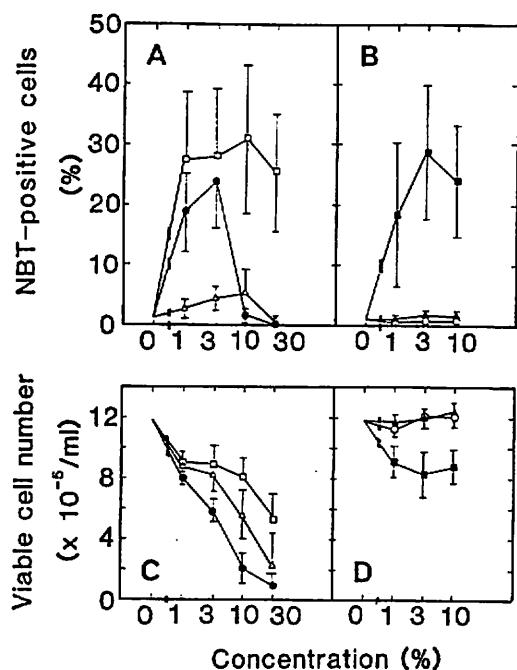 50
40
30
20
10
0
NBT-positive cells
(%)
A
B
0 1 3 10 30
0 1 3 10
12
8
4
0
Viable cell number
(x 10⁻⁵/ml)
C
D
0 1 3 10 30
0 1 3 10
Concentration (%)